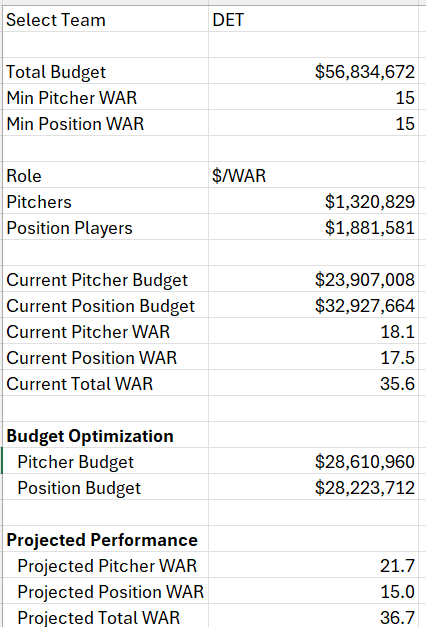 Select Team DET
Total Budget $56,834,672
Min Pitcher WAR 15
Min Position WAR 15
Role $/WAR
Pitchers $1,320,829
Position Players $1,881,581
Current Pitcher Budget $23,907,008
Current Position Budget $32,927,664
Current Pitcher WAR 18.1
Current Position WAR 17.5
Current Total WAR 35.6
Budget Optimization
Pitcher Budget $28,610,960
Position Budget $28,223,712
Projected Performance
Projected Pitcher WAR 21.7
Projected Position WAR 15.0
Projected Total WAR 36.7